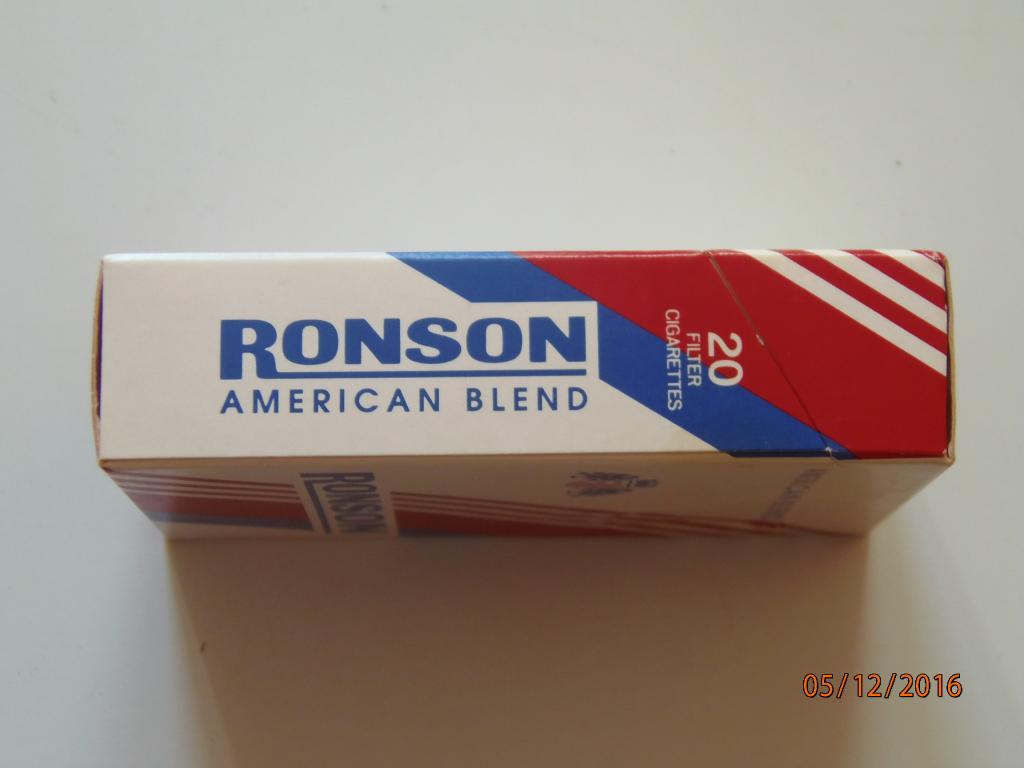 RONSON
AMERICAN BLEND
20
FILTER
CIGARETTES
RONSON
05/12/2016